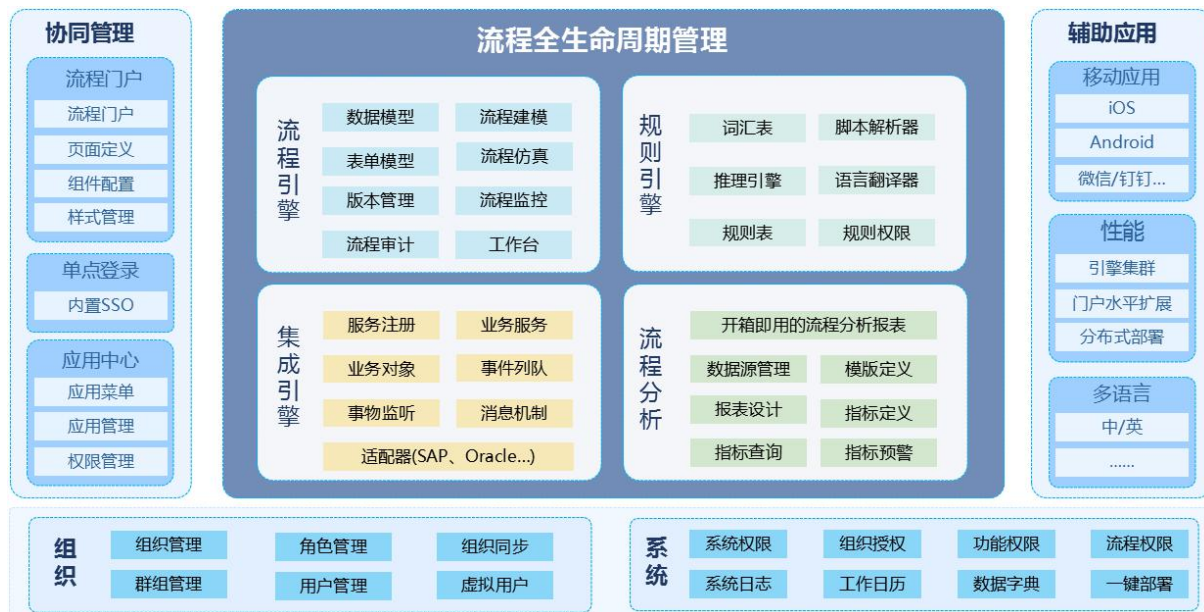 协同管理
流程门户
流程门户
页面定义
组件配置
样式管理
单点登录
内置SSO
应用中心
应用菜单
应用管理
权限管理
流程全生命周期管理
流程引擎
数据模型 流程建模
表单模型 流程仿真
版本管理 流程监控
流程审计 工作台
规则引擎
词汇表 脚本解析器
推理引擎 语言翻译器
规则表 规则权限
集成引擎
服务注册 业务服务
业务对象 事件列队
事物监听 消息机制
适配器(SAP、Oracle...)
流程分析
开箱即用的流程分析报表
数据源管理 模版定义
报表设计 指标定义
指标查询 指标预警
辅助应用
移动应用
iOS
Android
微信/钉钉...
性能
引擎集群
门户水平扩展
分布式部署
多语言
中/英
......
组织
组织管理 角色管理 组织同步
群组管理 用户管理 虚拟用户
系统
系统权限 组织授权 功能权限 流程权限
系统日志 工作日历 数据字典 一键部署